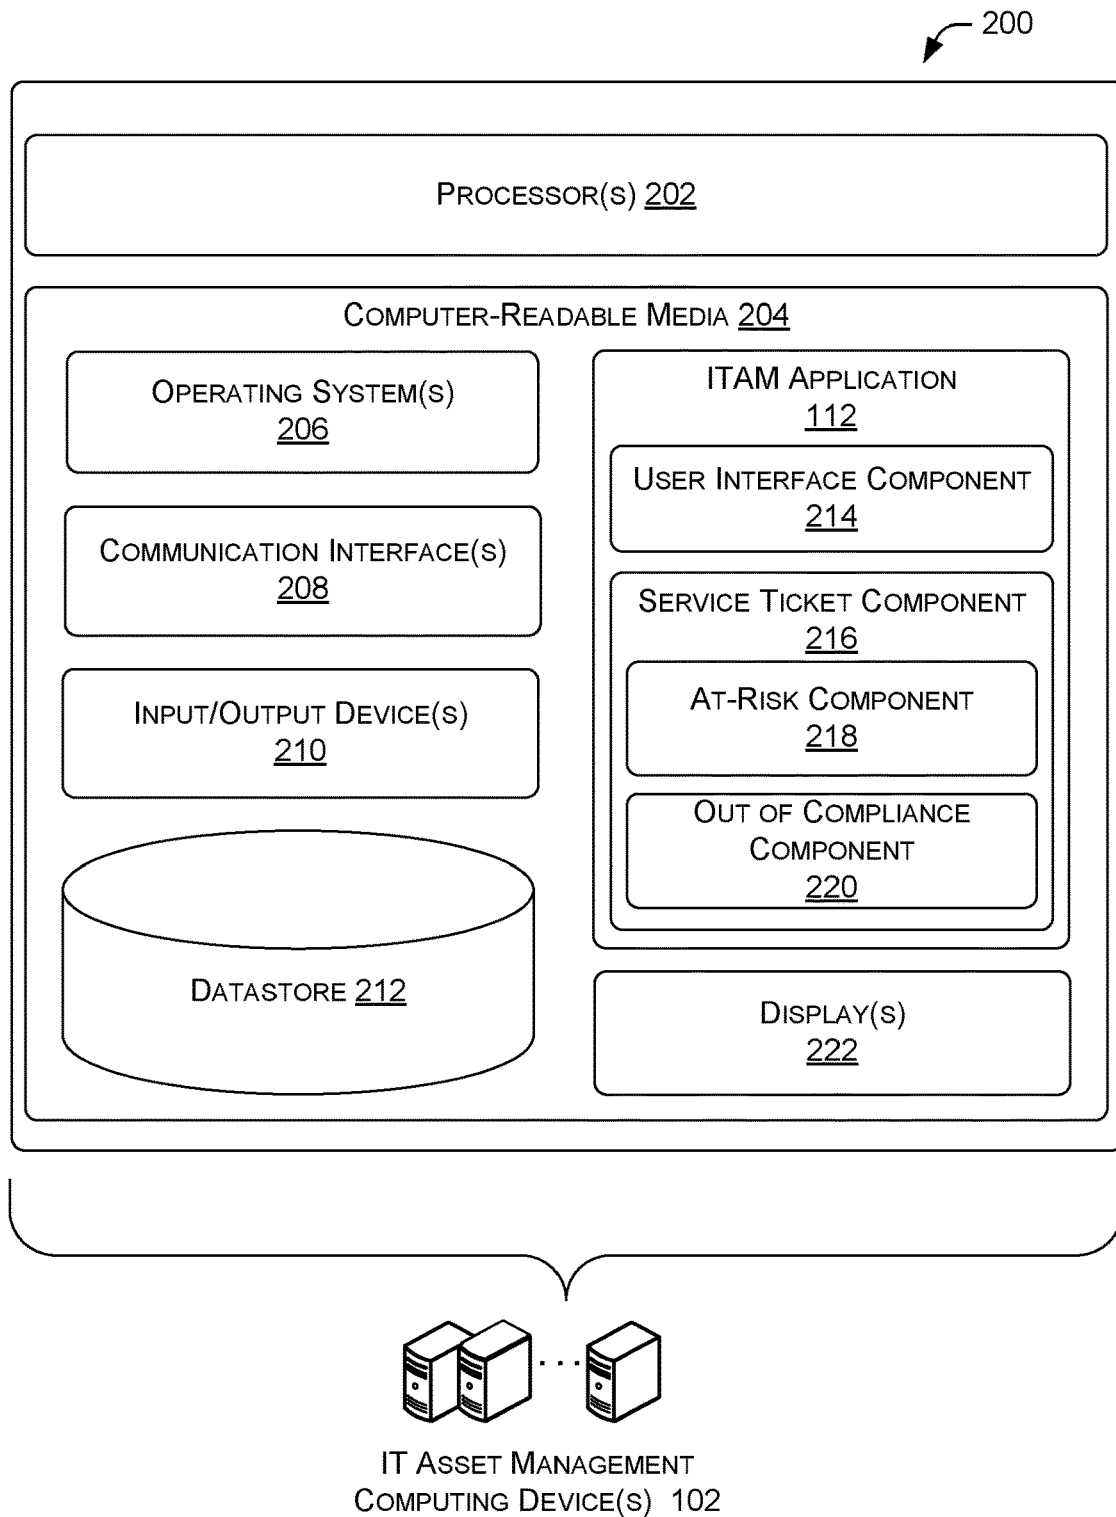 200
PROCESSOR(S) 202
COMPUTER-READABLE MEDIA 204
OPERATING SYSTEM(S)
206
COMMUNICATION INTERFACE(S)
208
INPUT/OUTPUT DEVICE(S)
210
DATASTORE 212
ITAM APPLICATION
112
USER INTERFACE COMPONENT
214
SERVICE TICKET COMPONENT
216
AT-RISK COMPONENT
218
OUT OF COMPLIANCE
COMPONENT
220
DISPLAY(S)
222
...
IT ASSET MANAGEMENT
COMPUTING DEVICE(S) 102